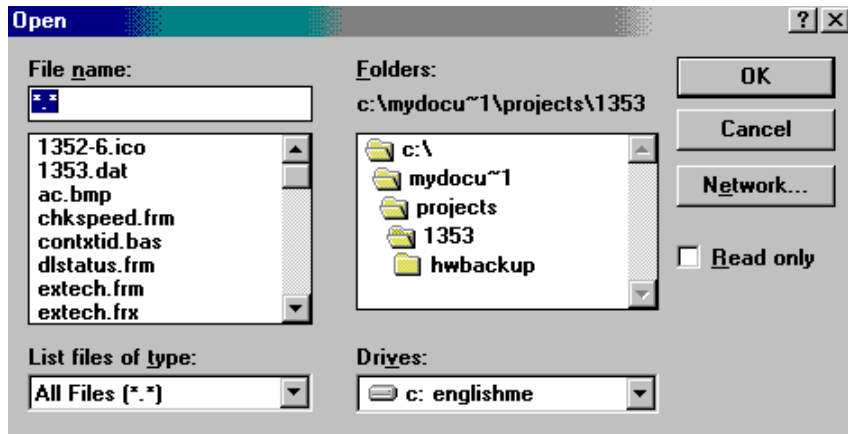 Open
File name:
*.*
1352-6.ico
1353.dat
ac.bmp
chkspeed.frm
contxtid.bas
dlstatus.frm
extech.frm
extech.frx
List files of type:
All Files (*.*)
Folders:
c:\mydocu~1\projects\1353
c:\
mydocu~1
projects
1353
hwbackup
Drives:
c: englishme
OK
Cancel
Network...
Read only